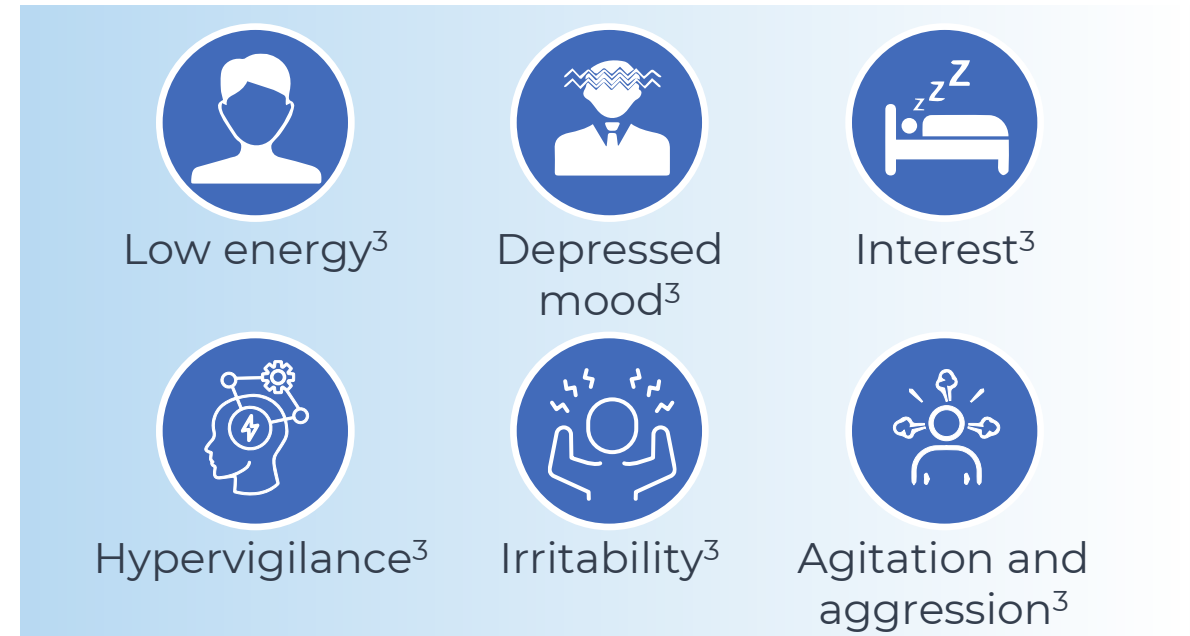 z z Z
Low energy³
Depressed
mood³
Interest³
Hypervigilance³
Irritability³
Agitation and
aggression³